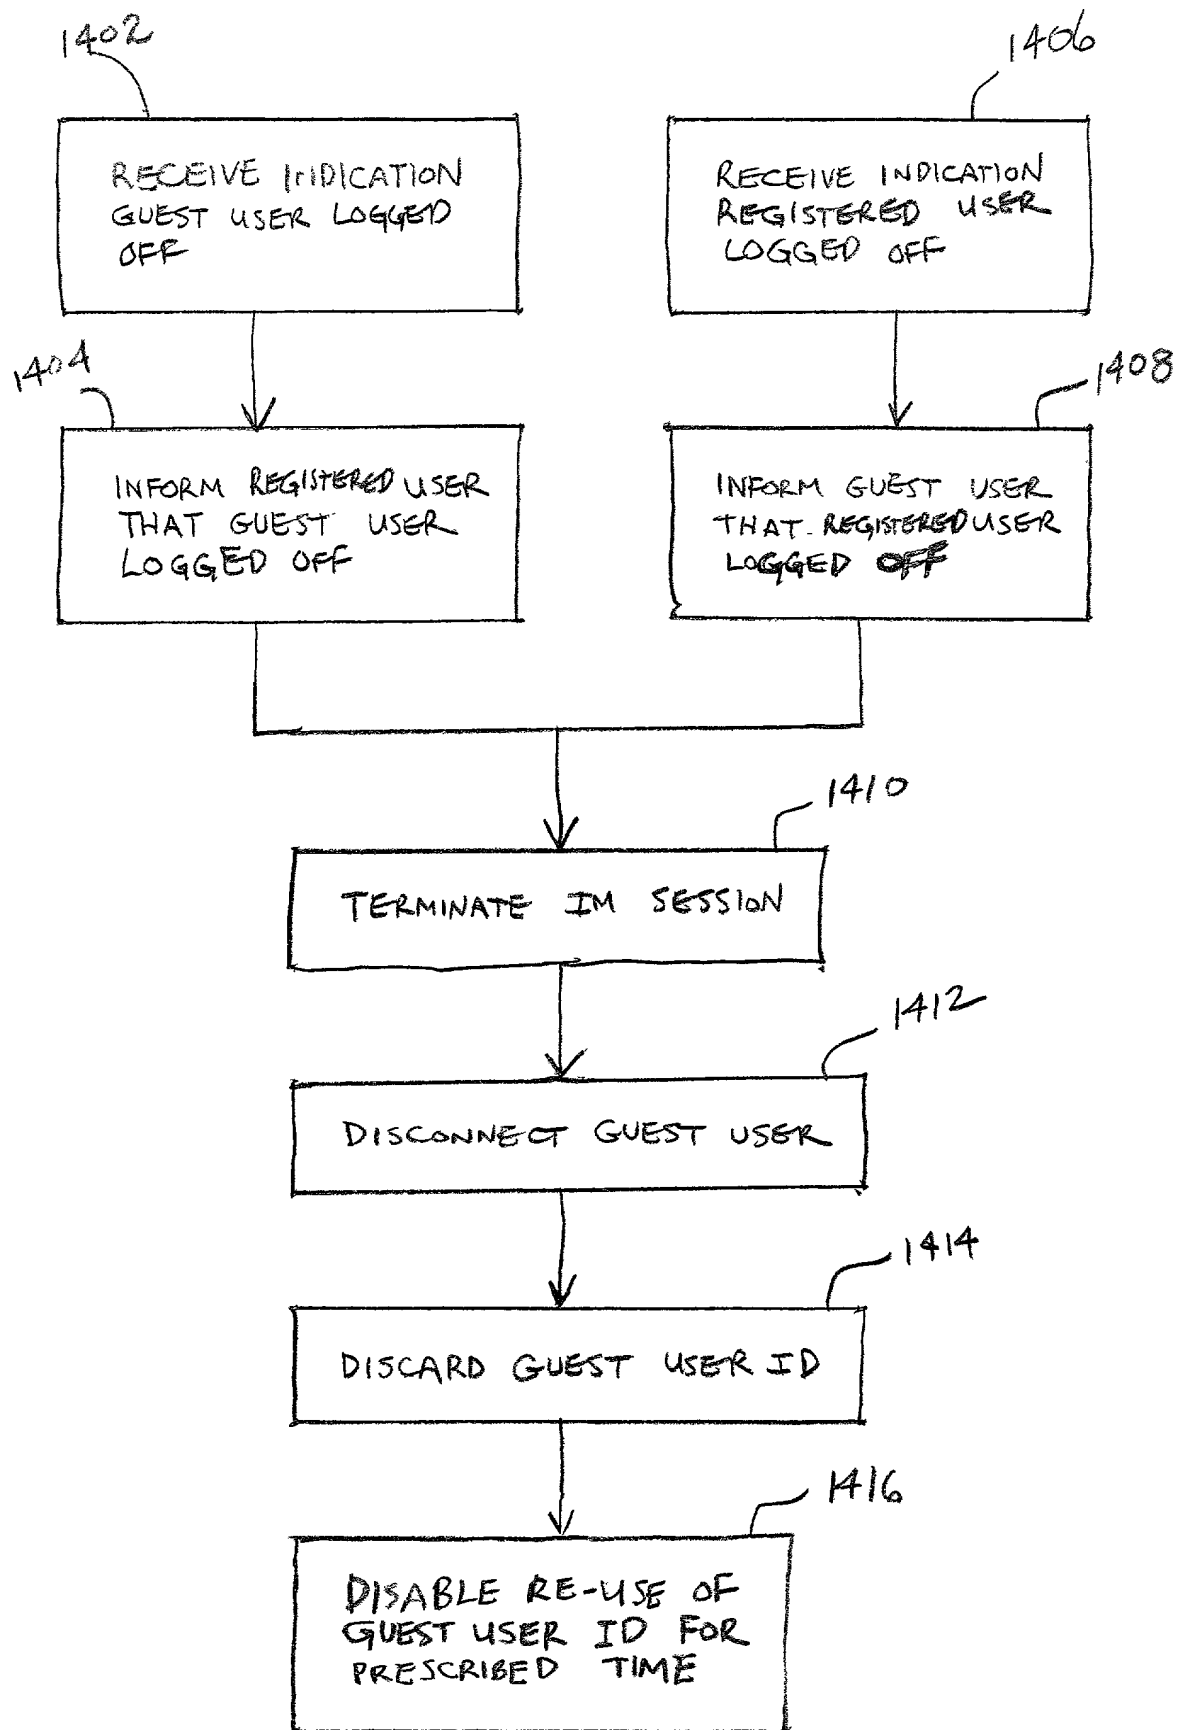 1402
1406
RECEIVE INDICATION
GUEST USER LOGGED
OFF
RECEIVE INDICATION
REGISTERED USER
LOGGED OFF
1404
1408
INFORM REGISTERED USER
THAT GUEST USER
LOGGED OFF
INFORM GUEST USER
THAT REGISTERED USER
LOGGED OFF
1410
TERMINATE IM SESSION
1412
DISCONNECT GUEST USER
1414
DISCARD GUEST USER ID
1416
DISABLE RE-USE OF
GUEST USER ID FOR
PRESCRIBED TIME